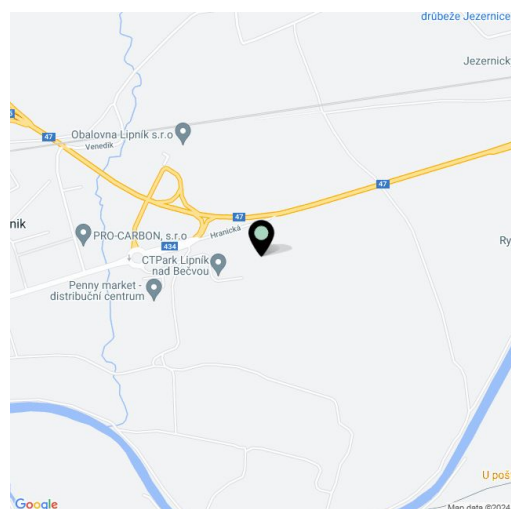 drůbeže Jezernice
Jezernick
Obalovna Lipník s.r.o
47
Venedik
47
nik
47
Hranická
PRO-CARBON, s.r.o
434
Ry
CTPark Lipník
nad Bečvou
Penny market -
distribuční centrum
U poš
Google
Map data ©2024